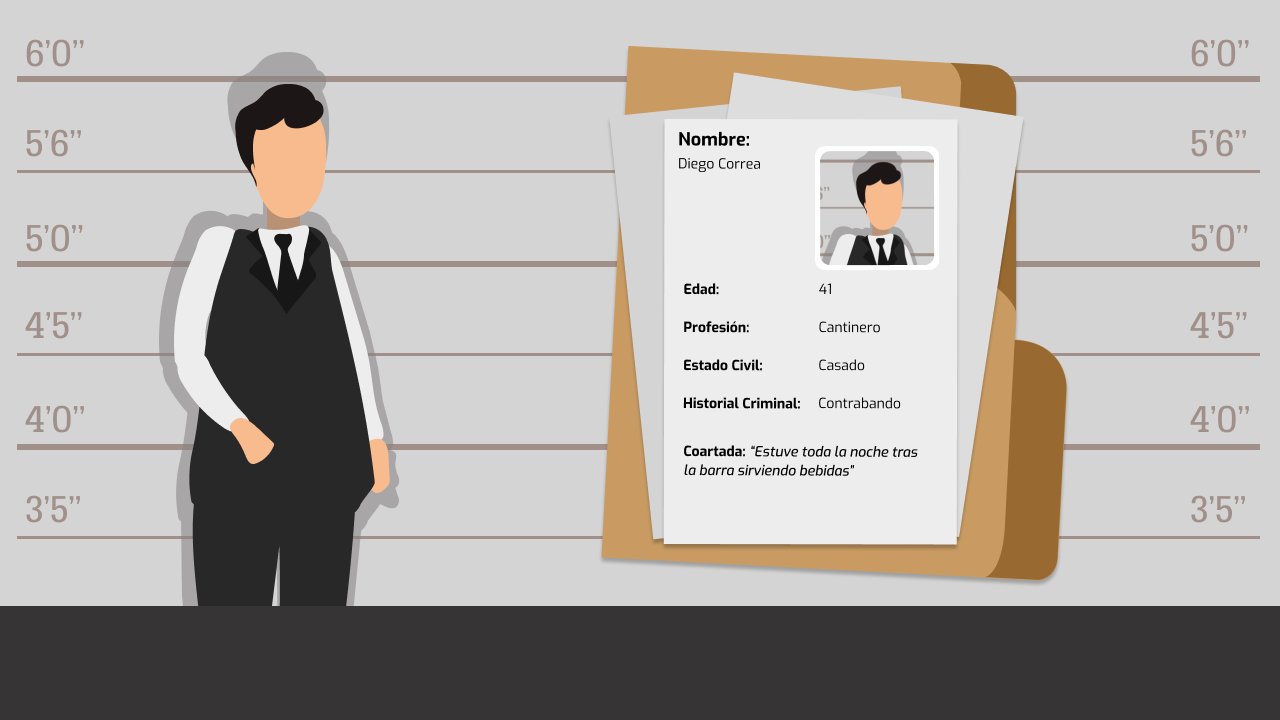 6’0” 6’0”
5’6” 5’6”
5’0” 5’0”
4’5” 4’5”
4’0” 4’0”
3’5” 3’5”
Nombre:
Diego Correa
Edad: 41
Profesión: Cantinero
Estado Civil: Casado
Historial Criminal: Contrabando
Coartada: “Estuve toda la noche tras
la barra sirviendo bebidas”